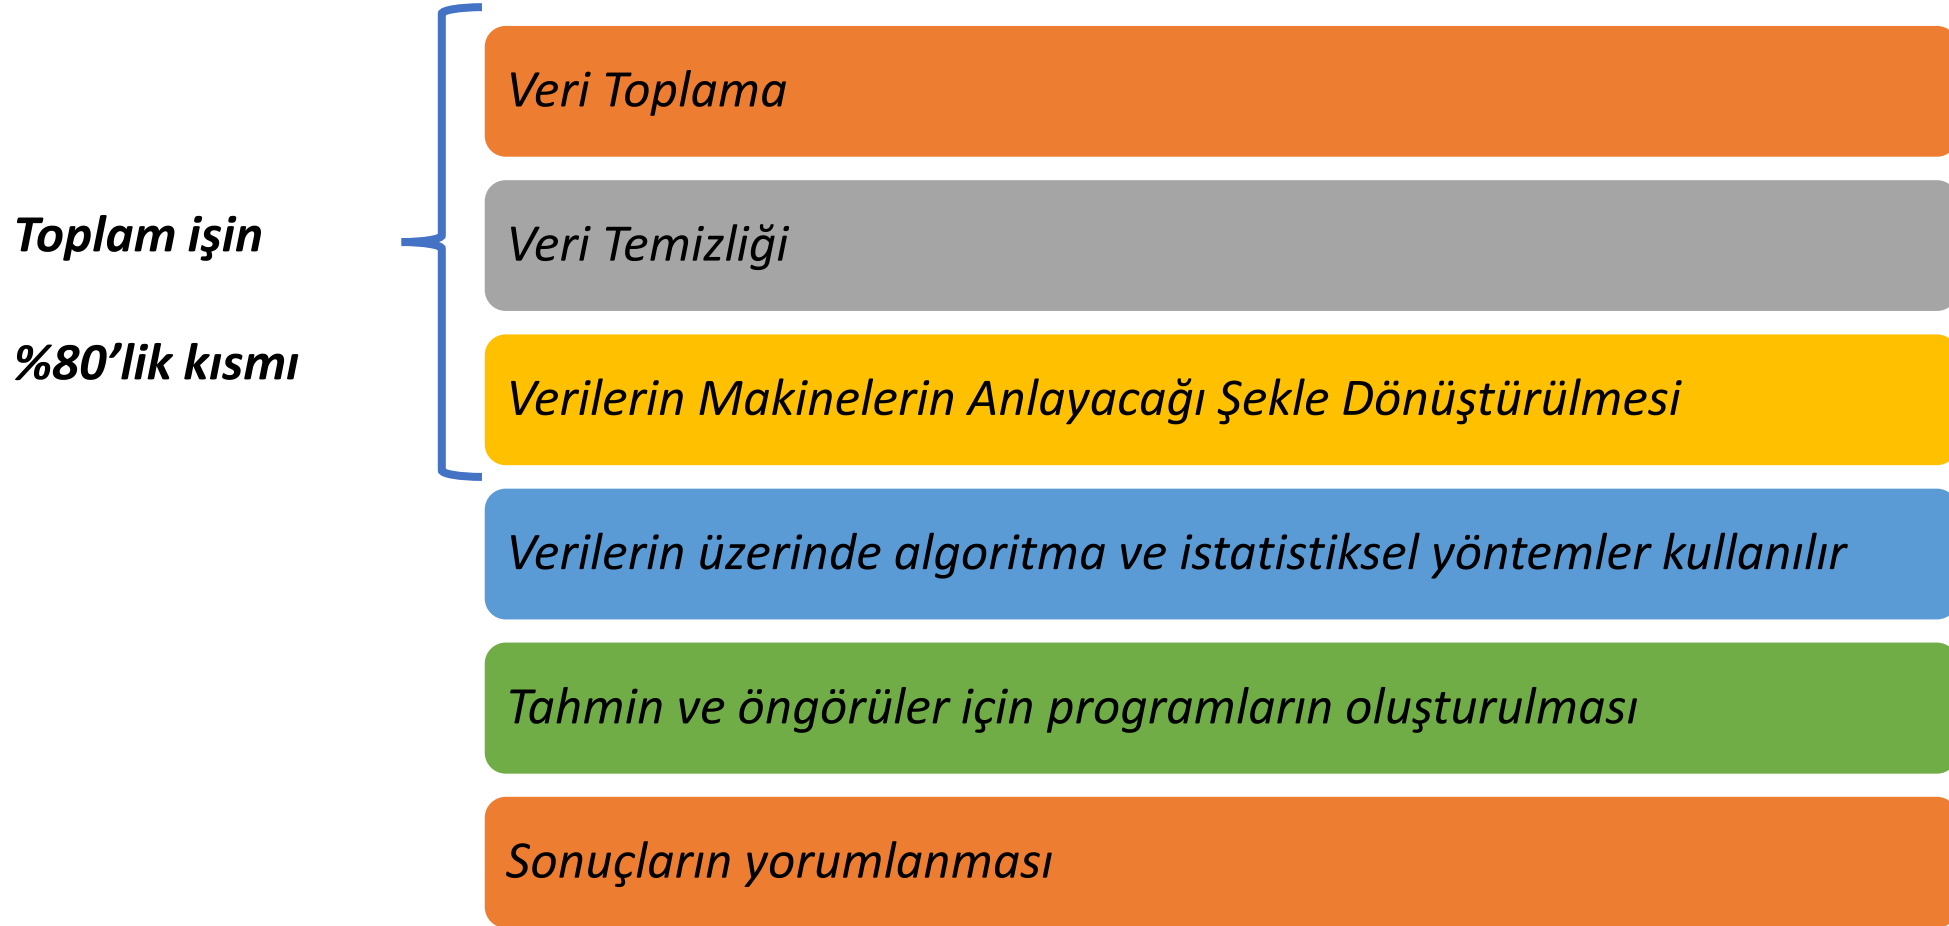 Toplam işin
%80’lik kısmı
Veri Toplama
Veri Temizliği
Verilerin Makinelerin Anlayacağı Şekle Dönüştürülmesi
Verilerin üzerinde algoritma ve istatistiksel yöntemler kullanılır
Tahmin ve öngörüler için programların oluşturulması
Sonuçların yorumlanması